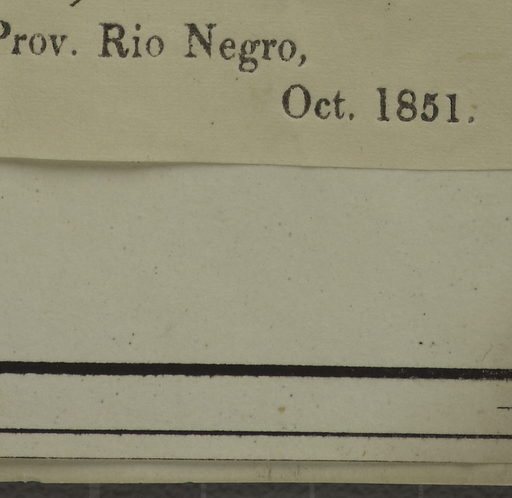 Prov. Rio Negro,
Oct. 1851.